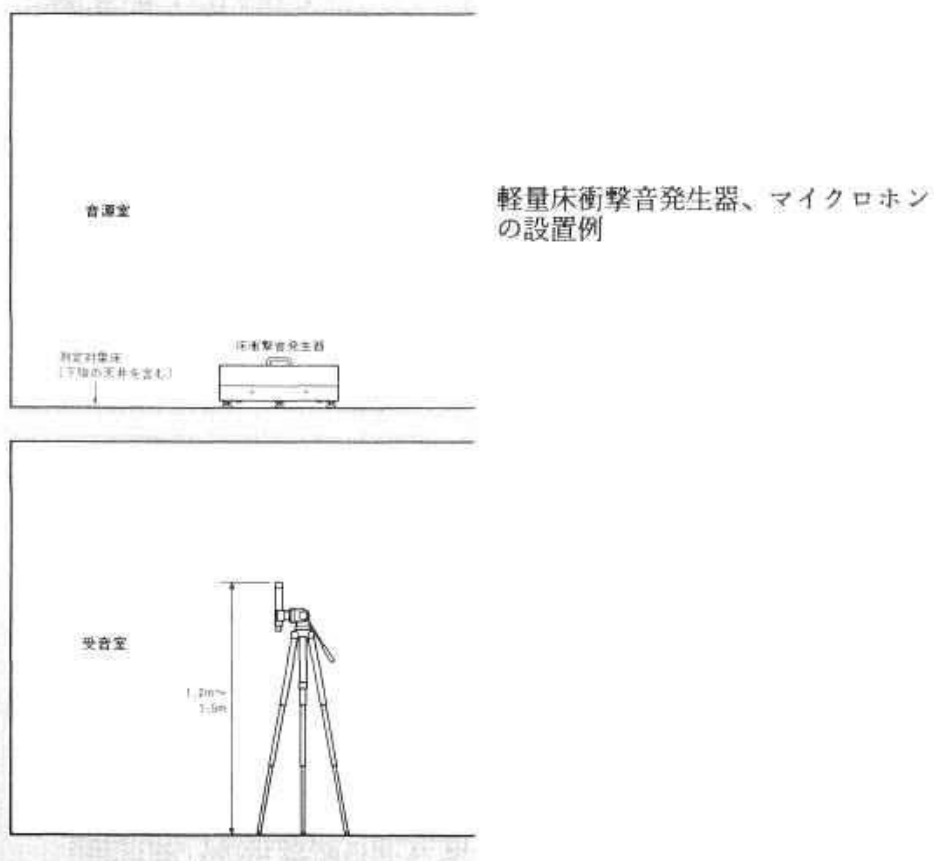 音源室
軽量床衝撃音発生器、マイクロホン
の設置例
床衝撃音発生器
測定対象床
(下階の天井を含む)
受音室
1.2m〜
1.5m